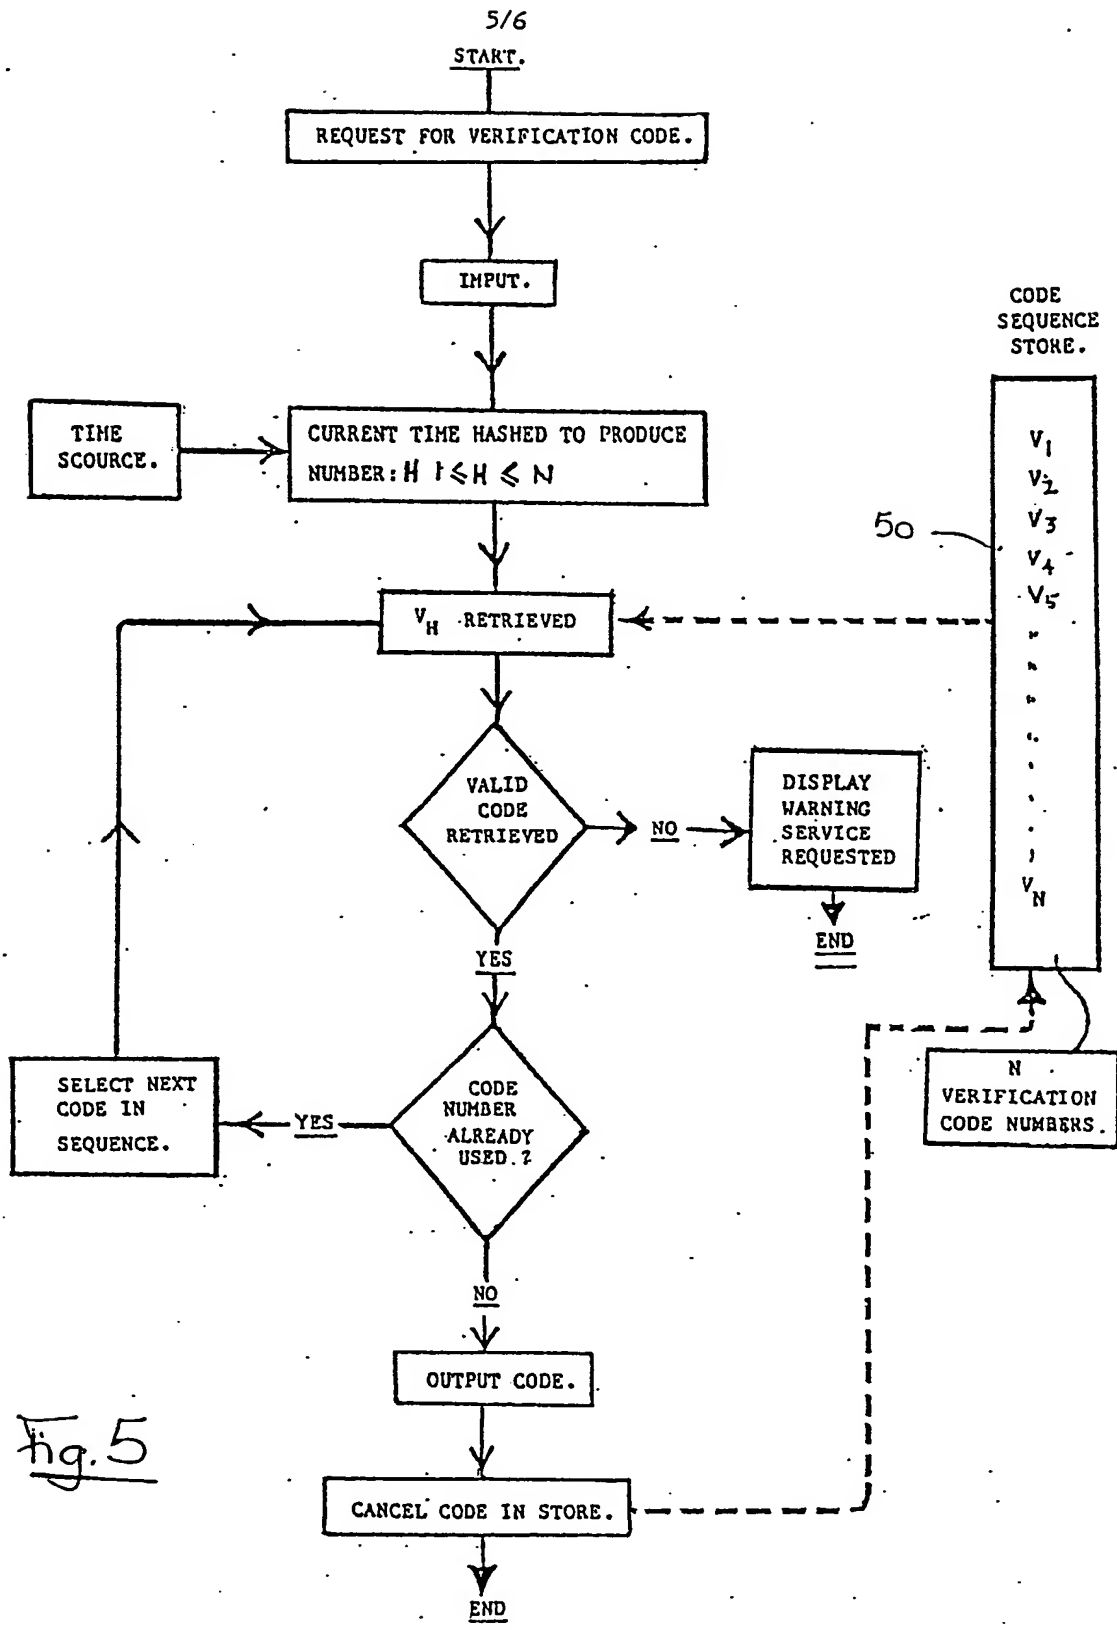 5/6
START.
REQUEST FOR VERIFICATION CODE.
IMPUT.
CODE
SEQUENCE
STORE.
TIME
SCOURCE.
CURRENT TIME HASHED TO PRODUCE
NUMBER: H 1 ≤ H ≤ N
V1
V2
V3
V4
V5
VN
50
VH RETRIEVED
VALID
CODE
RETRIEVED
NO
DISPLAY
WARNING
SERVICE
REQUESTED
END
YES
SELECT NEXT
CODE IN
SEQUENCE.
YES
CODE
NUMBER
ALREADY
USED.?
N
VERIFICATION
CODE NUMBERS.
NO
OUTPUT CODE.
Fig. 5
CANCEL CODE IN STORE.
END